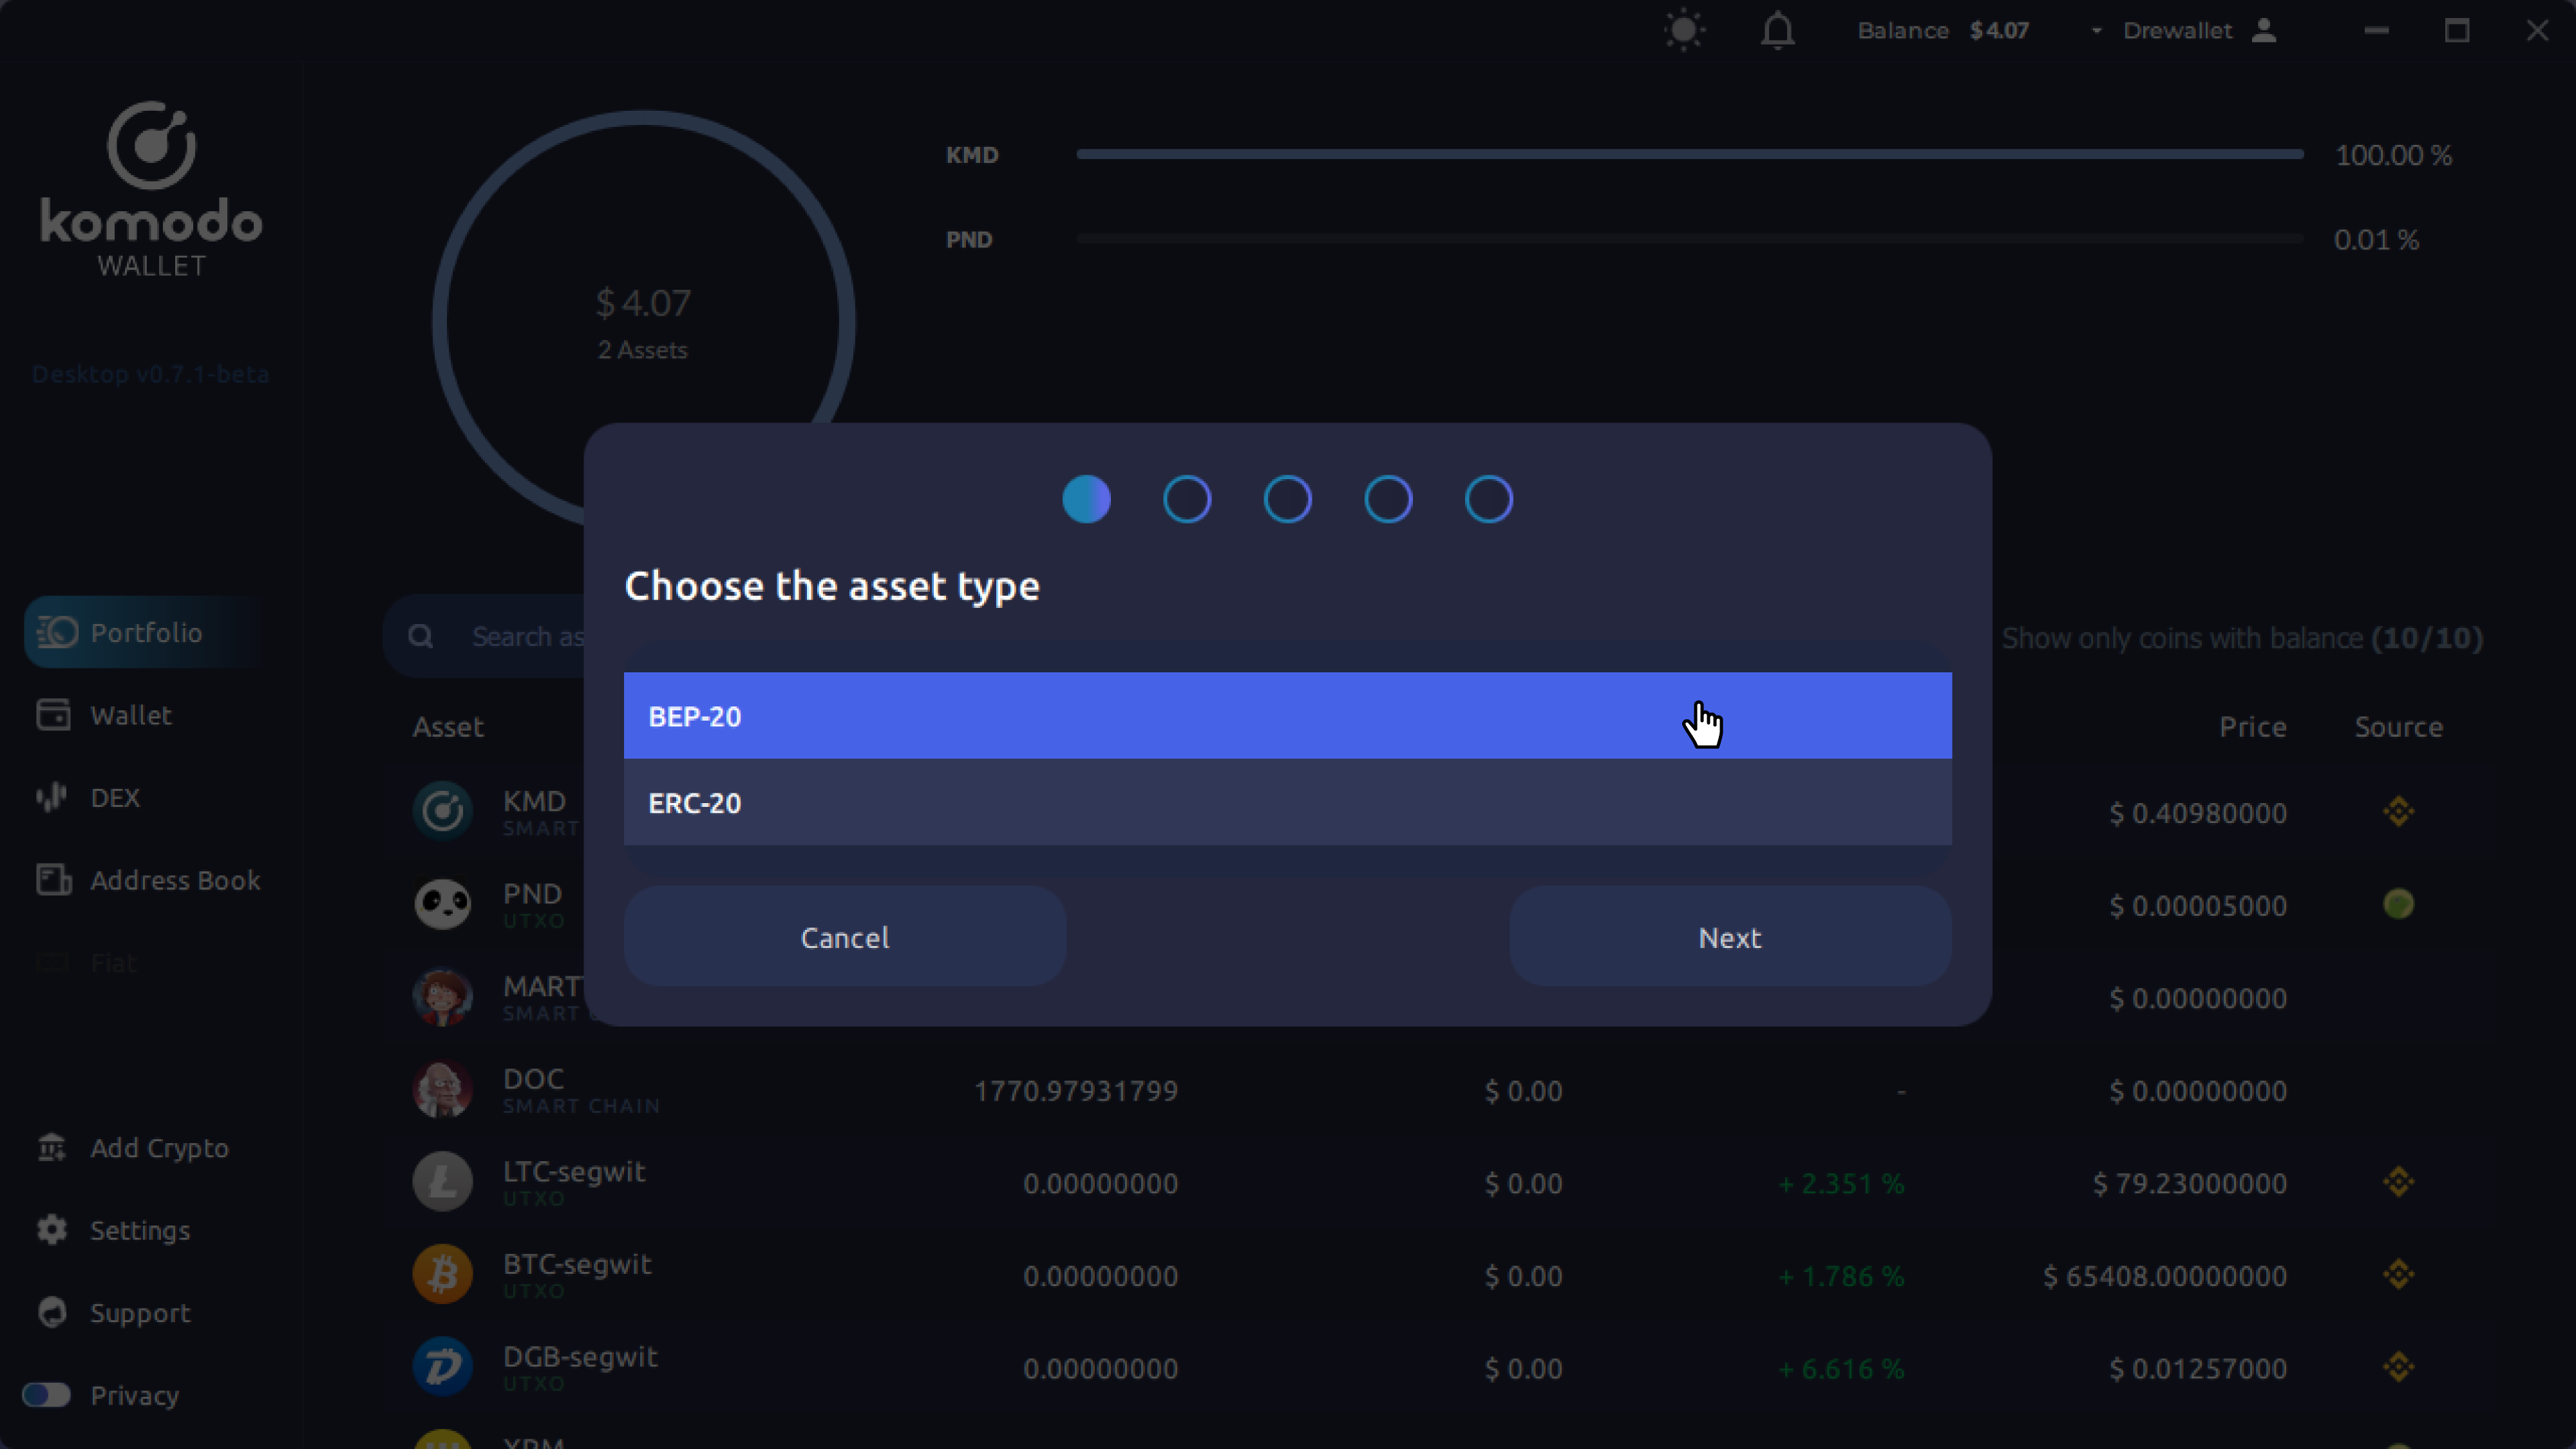 Balance $ 4.07 Drewallet
komodo
WALLET
Desktop v0.7.1-beta
Portfolio
Wallet
DEX
Address Book
Fiat
Add Crypto
Settings
Support
Privacy
$ 4.07
2 Assets
KMD 100.00 %
PND 0.01 %
Choose the asset type
BEP-20
ERC-20
Cancel Next
Search
Show only coins with balance (10/10)
Asset Price Source
KMD $ 0.40980000
SMART
PND $ 0.00005000
UTXO
$ 0.00000000
SMART
DOC 1770.97931799 $ 0.00 - $ 0.00000000
SMART CHAIN
LTC-segwit 0.00000000 $ 0.00 + 2.351 % $ 79.23000000
UTXO
BTC-segwit 0.00000000 $ 0.00 + 1.786 % $ 65408.00000000
UTXO
DGB-segwit 0.00000000 $ 0.00 + 6.616 % $ 0.01257000
UTXO